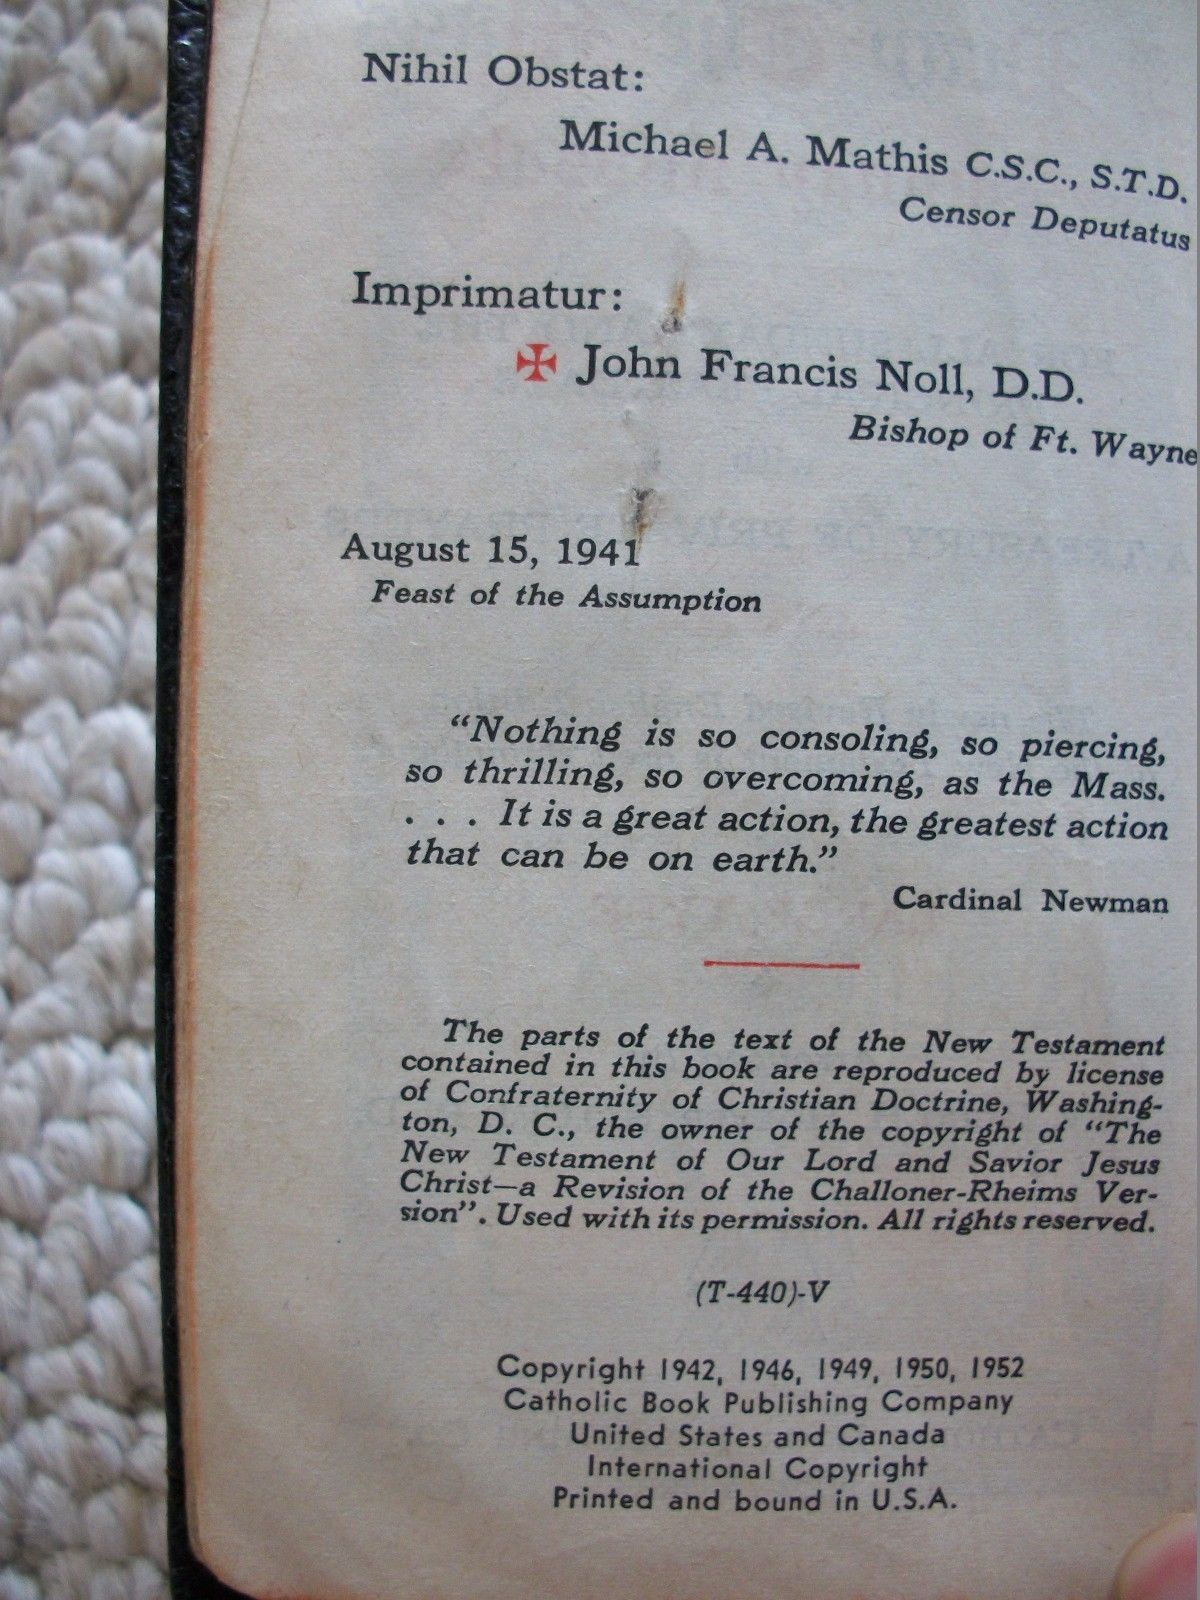 Nihil Obstat:
Michael A. Mathis C.S.C., S.T.D.
Censor Deputatus
Imprimatur:
✠ John Francis Noll, D.D.
Bishop of Ft. Wayne
August 15, 1941
Feast of the Assumption
“Nothing is so consoling, so piercing,
so thrilling, so overcoming, as the Mass.
. . . It is a great action, the greatest action
that can be on earth.”
Cardinal Newman
The parts of the text of the New Testament
contained in this book are reproduced by license
of Confraternity of Christian Doctrine, Washing-
ton, D. C., the owner of the copyright of “The
New Testament of Our Lord and Savior Jesus
Christ—a Revision of the Challoner-Rheims Ver-
sion”. Used with its permission. All rights reserved.
(T-440)-V
Copyright 1942, 1946, 1949, 1950, 1952
Catholic Book Publishing Company
United States and Canada
International Copyright
Printed and bound in U.S.A.